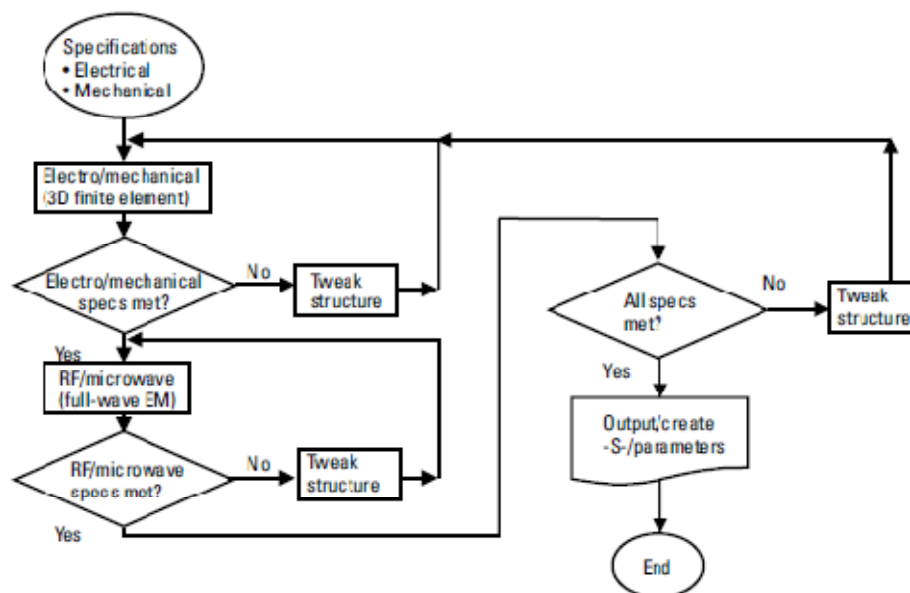 Specifications
• Electrical
• Mechanical
Electro/mechanical
(3D finite element)
Electro/mechanical
specs met?
No
Tweak
structure
Yes
RF/microwave
(full-wave EM)
RF/microwave
specs met?
No
Tweak
structure
Yes
All specs
met?
No
Tweak
structure
Yes
Output/create
-S-/parameters
End